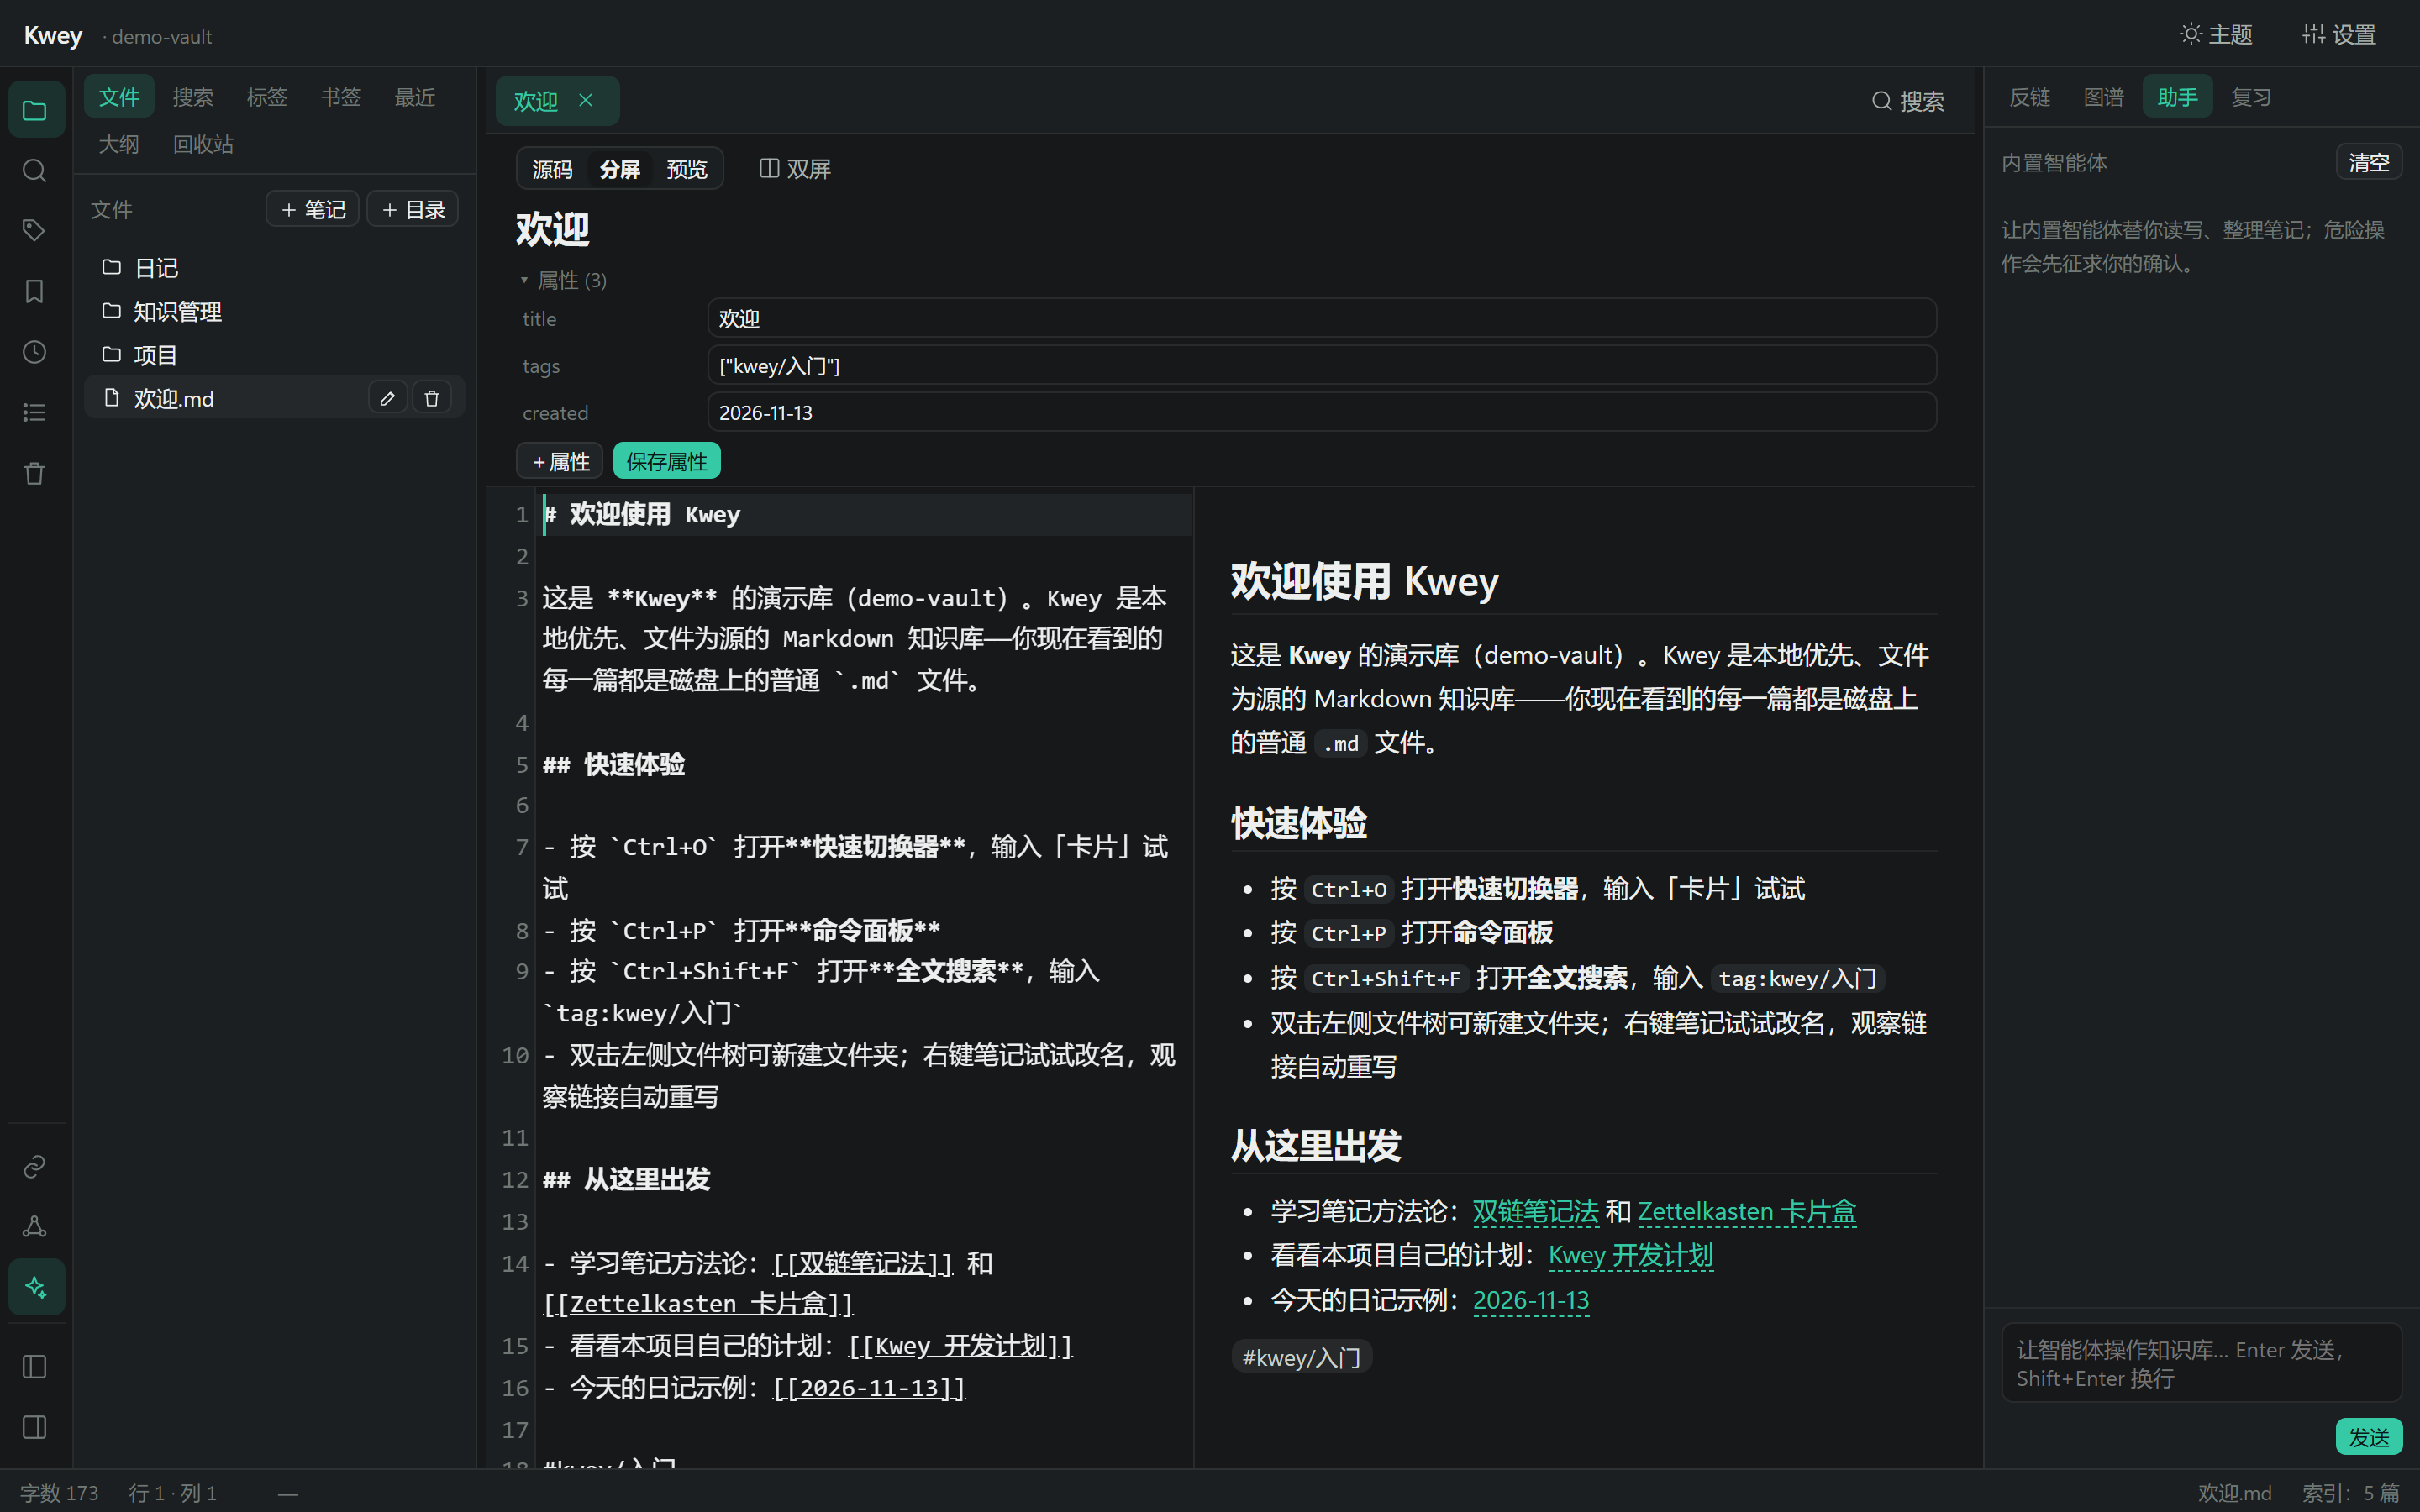 Kwey · demo-vault
主题 设置
文件 搜索 标签 书签 最近
大纲 回收站
文件 + 笔记 + 目录
日记
知识管理
项目
欢迎.md
欢迎 ×
搜索
源码 分屏 预览 双屏
欢迎
属性 (3)
title 欢迎
tags ["kwey/入门"]
created 2026-11-13
+ 属性 保存属性
1 # 欢迎使用 Kwey
2
3 这是 **Kwey** 的演示库（demo-vault）。Kwey 是本
地优先、文件为源的 Markdown 知识库——你现在看到的
每一篇都是磁盘上的普通 `.md` 文件。
4
5 ## 快速体验
6
7 - 按 `Ctrl+O` 打开**快速切换器**，输入「卡片」试
试
8 - 按 `Ctrl+P` 打开**命令面板**
9 - 按 `Ctrl+Shift+F` 打开**全文搜索**，输入
`tag:kwey/入门`
10 - 双击左侧文件树可新建文件夹；右键笔记试试改名，观
察链接自动重写
11
12 ## 从这里出发
13
14 - 学习笔记方法论：[[双链笔记法]] 和
[[Zettelkasten 卡片盒]]
15 - 看看本项目自己的计划：[[Kwey 开发计划]]
16 - 今天的日记示例：[[2026-11-13]]
17
18 #kwey/入门
欢迎使用 Kwey
这是 Kwey 的演示库（demo-vault）。Kwey 是本地优先、文件
为源的 Markdown 知识库——你现在看到的每一篇都是磁盘上
的普通 .md 文件。
快速体验
• 按 Ctrl+O 打开快速切换器，输入「卡片」试试
• 按 Ctrl+P 打开命令面板
• 按 Ctrl+Shift+F 打开全文搜索，输入 tag:kwey/入门
• 双击左侧文件树可新建文件夹；右键笔记试试改名，观察链
接自动重写
从这里出发
• 学习笔记方法论：双链笔记法 和 Zettelkasten 卡片盒
• 看看本项目自己的计划：Kwey 开发计划
• 今天的日记示例：2026-11-13
#kwey/入门
反链 图谱 助手 复习
内置智能体 清空
让内置智能体替你读写、整理笔记；危险操
作会先征求你的确认。
让智能体操作知识库... Enter 发送，
Shift+Enter 换行
发送
字数 173 行 1 · 列 1 —
欢迎.md 索引：5 篇